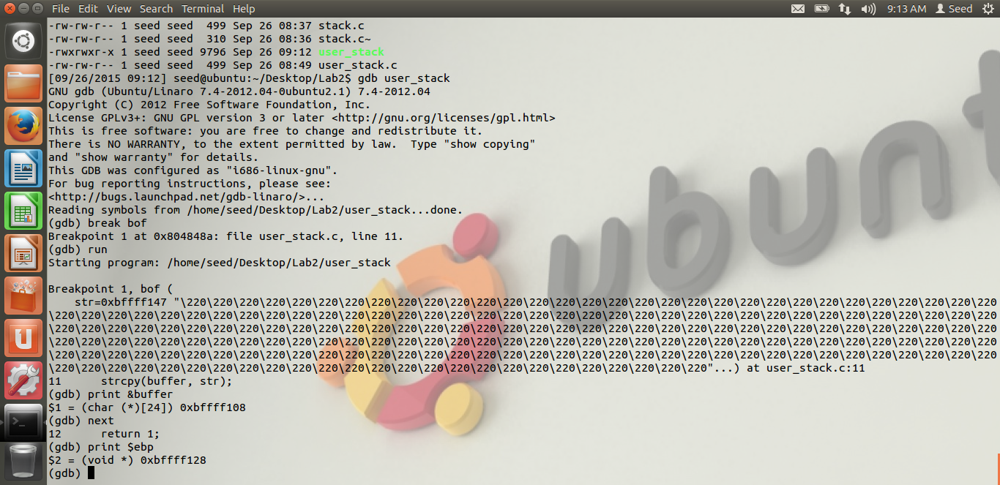 File Edit View Search Terminal Help 9:13 AM Seed
-rw-rw-r-- 1 seed seed  499 Sep 26 08:37 stack.c
-rw-rw-r-- 1 seed seed  310 Sep 26 08:36 stack.c~
-rwxrwxr-x 1 seed seed 9796 Sep 26 09:12 user_stack
-rw-rw-r-- 1 seed seed  499 Sep 26 08:49 user_stack.c
[09/26/2015 09:12] seed@ubuntu:~/Desktop/Lab2$ gdb user_stack
GNU gdb (Ubuntu/Linaro 7.4-2012.04-0ubuntu2.1) 7.4-2012.04
Copyright (C) 2012 Free Software Foundation, Inc.
License GPLv3+: GNU GPL version 3 or later <http://gnu.org/licenses/gpl.html>
This is free software: you are free to change and redistribute it.
There is NO WARRANTY, to the extent permitted by law.  Type "show copying"
and "show warranty" for details.
This GDB was configured as "i686-linux-gnu".
For bug reporting instructions, please see:
<http://bugs.launchpad.net/gdb-linaro/>...
Reading symbols from /home/seed/Desktop/Lab2/user_stack...done.
(gdb) break bof
Breakpoint 1 at 0x804848a: file user_stack.c, line 11.
(gdb) run
Starting program: /home/seed/Desktop/Lab2/user_stack
Breakpoint 1, bof (
    str=0xbffff147 "\220\220\220\220\220\220\220\220\220\220\220\220\220\220\220\220\220\220\220\220\220\220\220\220\220\220\220\220\220\220\220
\220\220\220\220\220\220\220\220\220\220\220\220\220\220\220\220\220\220\220\220\220\220\220\220\220\220\220\220\220\220\220\220\220\220\220\220
\220\220\220\220\220\220\220\220\220\220\220\220\220\220\220\220\220\220\220\220\220\220\220\220\220\220\220\220\220\220\220\220\220\220\220\220
\220\220\220\220\220\220\220\220\220\220\220\220\220\220\220\220\220\220\220\220\220\220\220\220\220\220\220\220\220\220\220\220\220\220\220\220
\220\220\220\220\220\220\220\220\220\220\220\220\220\220\220\220\220\220\220\220\220\220\220\220\220\220\220\220\220\220\220\220\220\220\220\220
\220\220\220\220\220\220\220\220\220\220\220\220\220\220\220\220\220\220\220\220\220\220\220\220\220"...) at user_stack.c:11
11      strcpy(buffer, str);
(gdb) print &buffer
$1 = (char (*)[24]) 0xbffff108
(gdb) next
12      return 1;
(gdb) print $ebp
$2 = (void *) 0xbffff128
(gdb)
ubunt